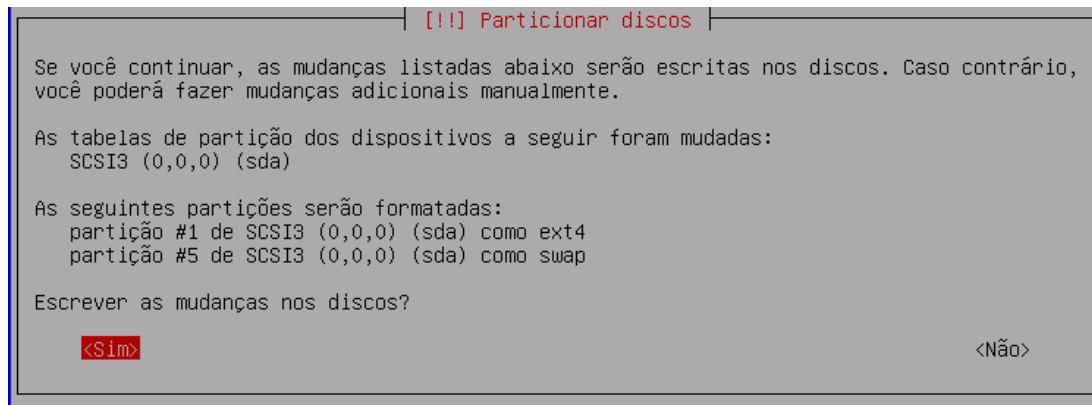 [!!] Particionar discos
Se você continuar, as mudanças listadas abaixo serão escritas nos discos. Caso contrário,
você poderá fazer mudanças adicionais manualmente.
As tabelas de partição dos dispositivos a seguir foram mudadas:
SCSI3 (0,0,0) (sda)
As seguintes partições serão formatadas:
partição #1 de SCSI3 (0,0,0) (sda) como ext4
partição #5 de SCSI3 (0,0,0) (sda) como swap
Escrever as mudanças nos discos?
<Sim> <Não>